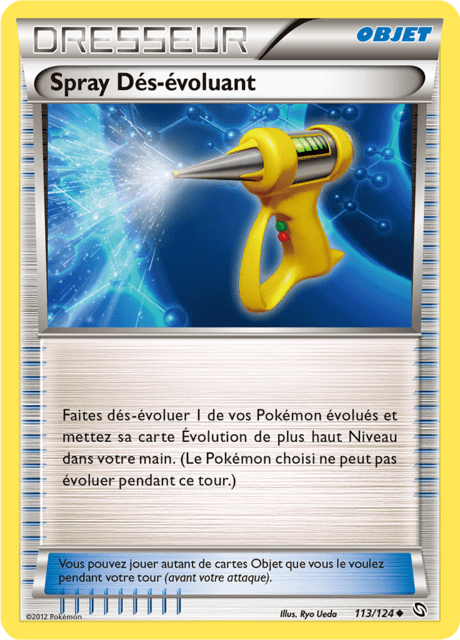 DRESSEUR
OBJET
Spray Dés-évoluant
Faites dés-évoluer 1 de vos Pokémon évolués et
mettez sa carte Évolution de plus haut Niveau
dans votre main. (Le Pokémon choisi ne peut pas
évoluer pendant ce tour.)
Vous pouvez jouer autant de cartes Objet que vous le voulez
pendant votre tour (avant votre attaque).
©2012 Pokémon
Illus. Ryo Ueda
113/124